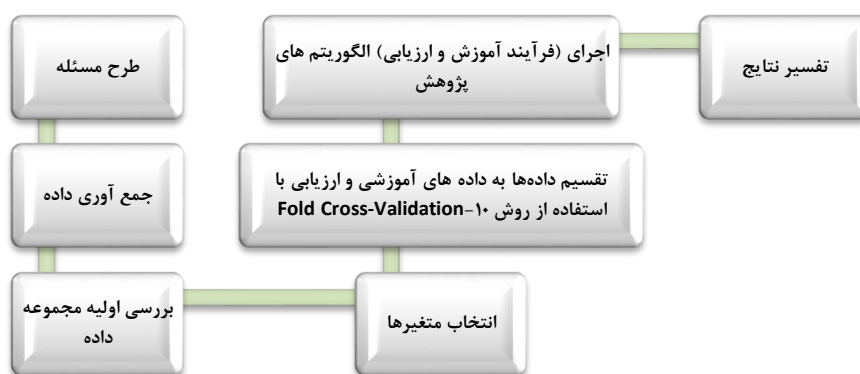 طرح مسئله
جمع آوری داده
بررسی اولیه مجموعه
داده
انتخاب متغیرها
تقسیم داده‌ها به داده های آموزشی و ارزیابی با
استفاده از روش ۱۰-Fold Cross-Validation
اجرای (فرآیند آموزش و ارزیابی) الگوریتم های
پژوهش
تفسیر نتایج